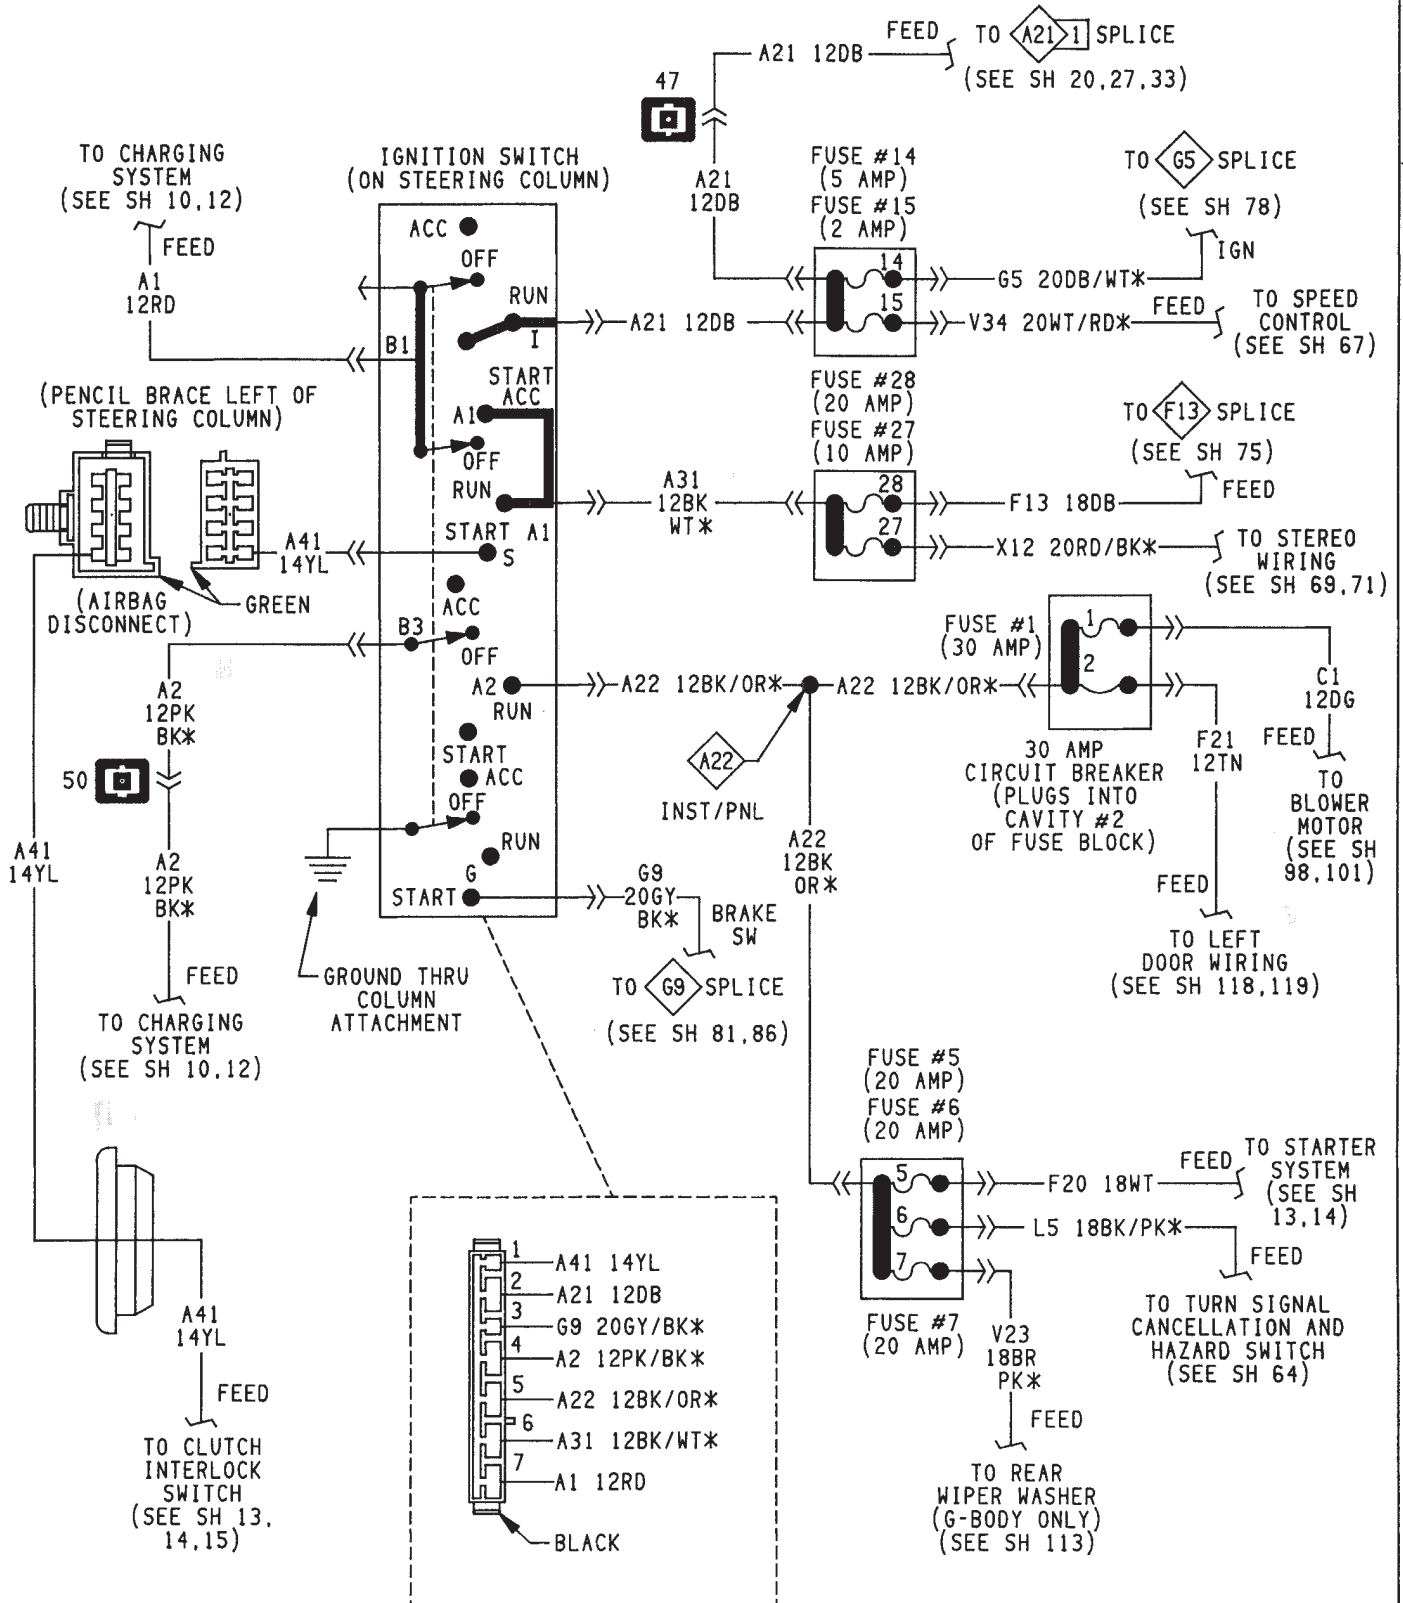 FEED
TO A21 1 SPLICE
(SEE SH 20,27,33)
A21 12DB
47
A21
12DB
TO CHARGING
SYSTEM
(SEE SH 10,12)
FEED
A1
12RD
IGNITION SWITCH
(ON STEERING COLUMN)
ACC
OFF
RUN
I
B1
START
ACC
A1
OFF
RUN
A1
START
S
ACC
B3
OFF
A2
RUN
START
ACC
OFF
RUN
G
START
FUSE #14
(5 AMP)
FUSE #15
(2 AMP)
14
15
A21 12DB
G5 20DB/WT*
TO G5 SPLICE
(SEE SH 78)
IGN
V34 20WT/RD*
FEED
TO SPEED
CONTROL
(SEE SH 67)
FUSE #28
(20 AMP)
FUSE #27
(10 AMP)
28
27
A31
12BK
WT*
F13 18DB
TO F13 SPLICE
(SEE SH 75)
FEED
X12 20RD/BK*
TO STEREO
WIRING
(SEE SH 69,71)
(PENCIL BRACE LEFT OF
STEERING COLUMN)
A41
14YL
GREEN
(AIRBAG
DISCONNECT)
A2
12PK
BK*
50
A2
12PK
BK*
FEED
TO CHARGING
SYSTEM
(SEE SH 10,12)
A41
14YL
GROUND THRU
COLUMN
ATTACHMENT
A22 12BK/OR*
A22 12BK/OR*
A22
INST/PNL
FUSE #1
(30 AMP)
1
2
30 AMP
CIRCUIT BREAKER
(PLUGS INTO
CAVITY #2
OF FUSE BLOCK)
C1
12DG
FEED
TO
BLOWER
MOTOR
(SEE SH
98,101)
F21
12TN
FEED
TO LEFT
DOOR WIRING
(SEE SH 118,119)
G9
20GY
BK*
BRAKE
SW
TO G9 SPLICE
(SEE SH 81,86)
A22
12BK
OR*
FUSE #5
(20 AMP)
FUSE #6
(20 AMP)
5
6
7
FUSE #7
(20 AMP)
F20 18WT
FEED
TO STARTER
SYSTEM
(SEE SH
13,14)
L5 18BK/PK*
FEED
TO TURN SIGNAL
CANCELLATION AND
HAZARD SWITCH
(SEE SH 64)
V23
18BR
PK*
FEED
TO REAR
WIPER WASHER
(G-BODY ONLY)
(SEE SH 113)
A41
14YL
FEED
TO CLUTCH
INTERLOCK
SWITCH
(SEE SH 13,
14,15)
1
A41 14YL
2
A21 12DB
3
G9 20GY/BK*
4
A2 12PK/BK*
5
A22 12BK/OR*
6
A31 12BK/WT*
7
A1 12RD
BLACK